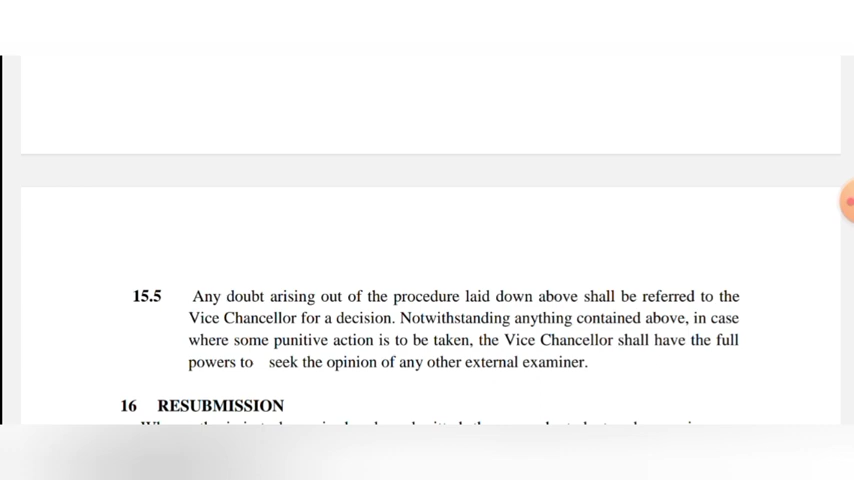 15.5 Any doubt arising out of the procedure laid down above shall be referred to the
Vice Chancellor for a decision. Notwithstanding anything contained above, in case
where some punitive action is to be taken, the Vice Chancellor shall have the full
powers to seek the opinion of any other external examiner.
16 RESUBMISSION